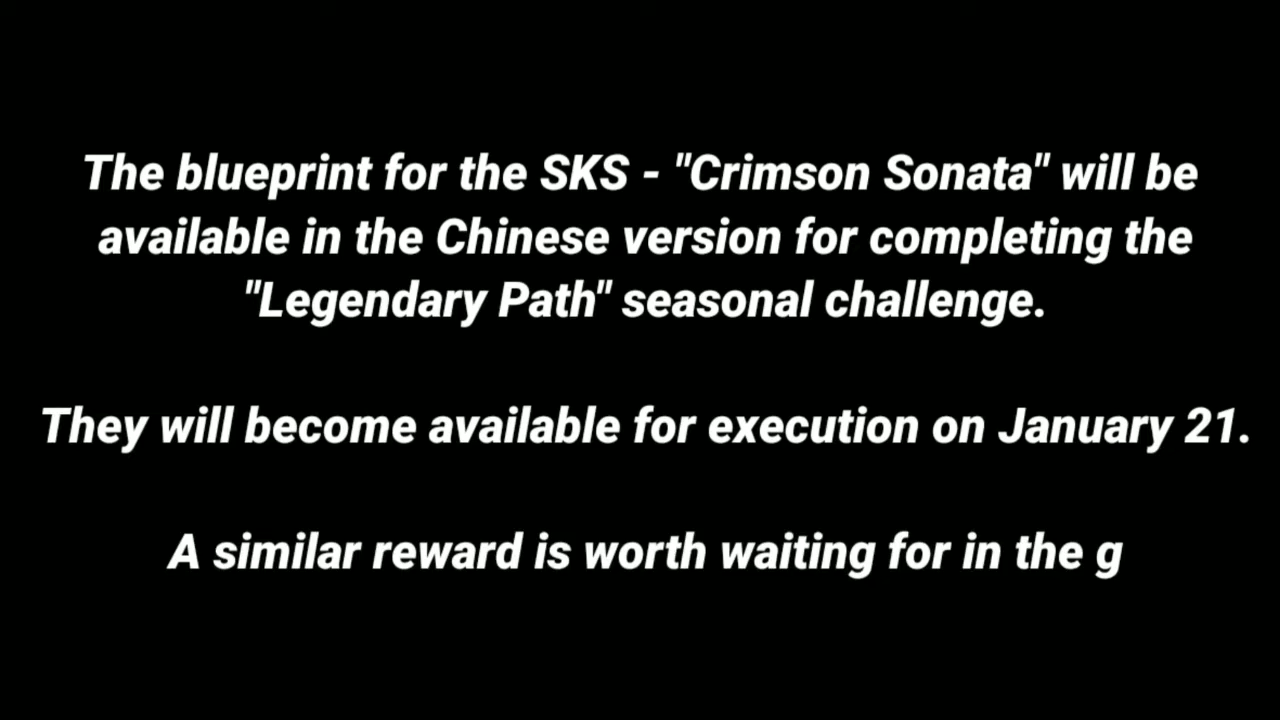 The blueprint for the SKS - "Crimson Sonata" will be
available in the Chinese version for completing the
"Legendary Path" seasonal challenge.
They will become available for execution on January 21.
A similar reward is worth waiting for in the g